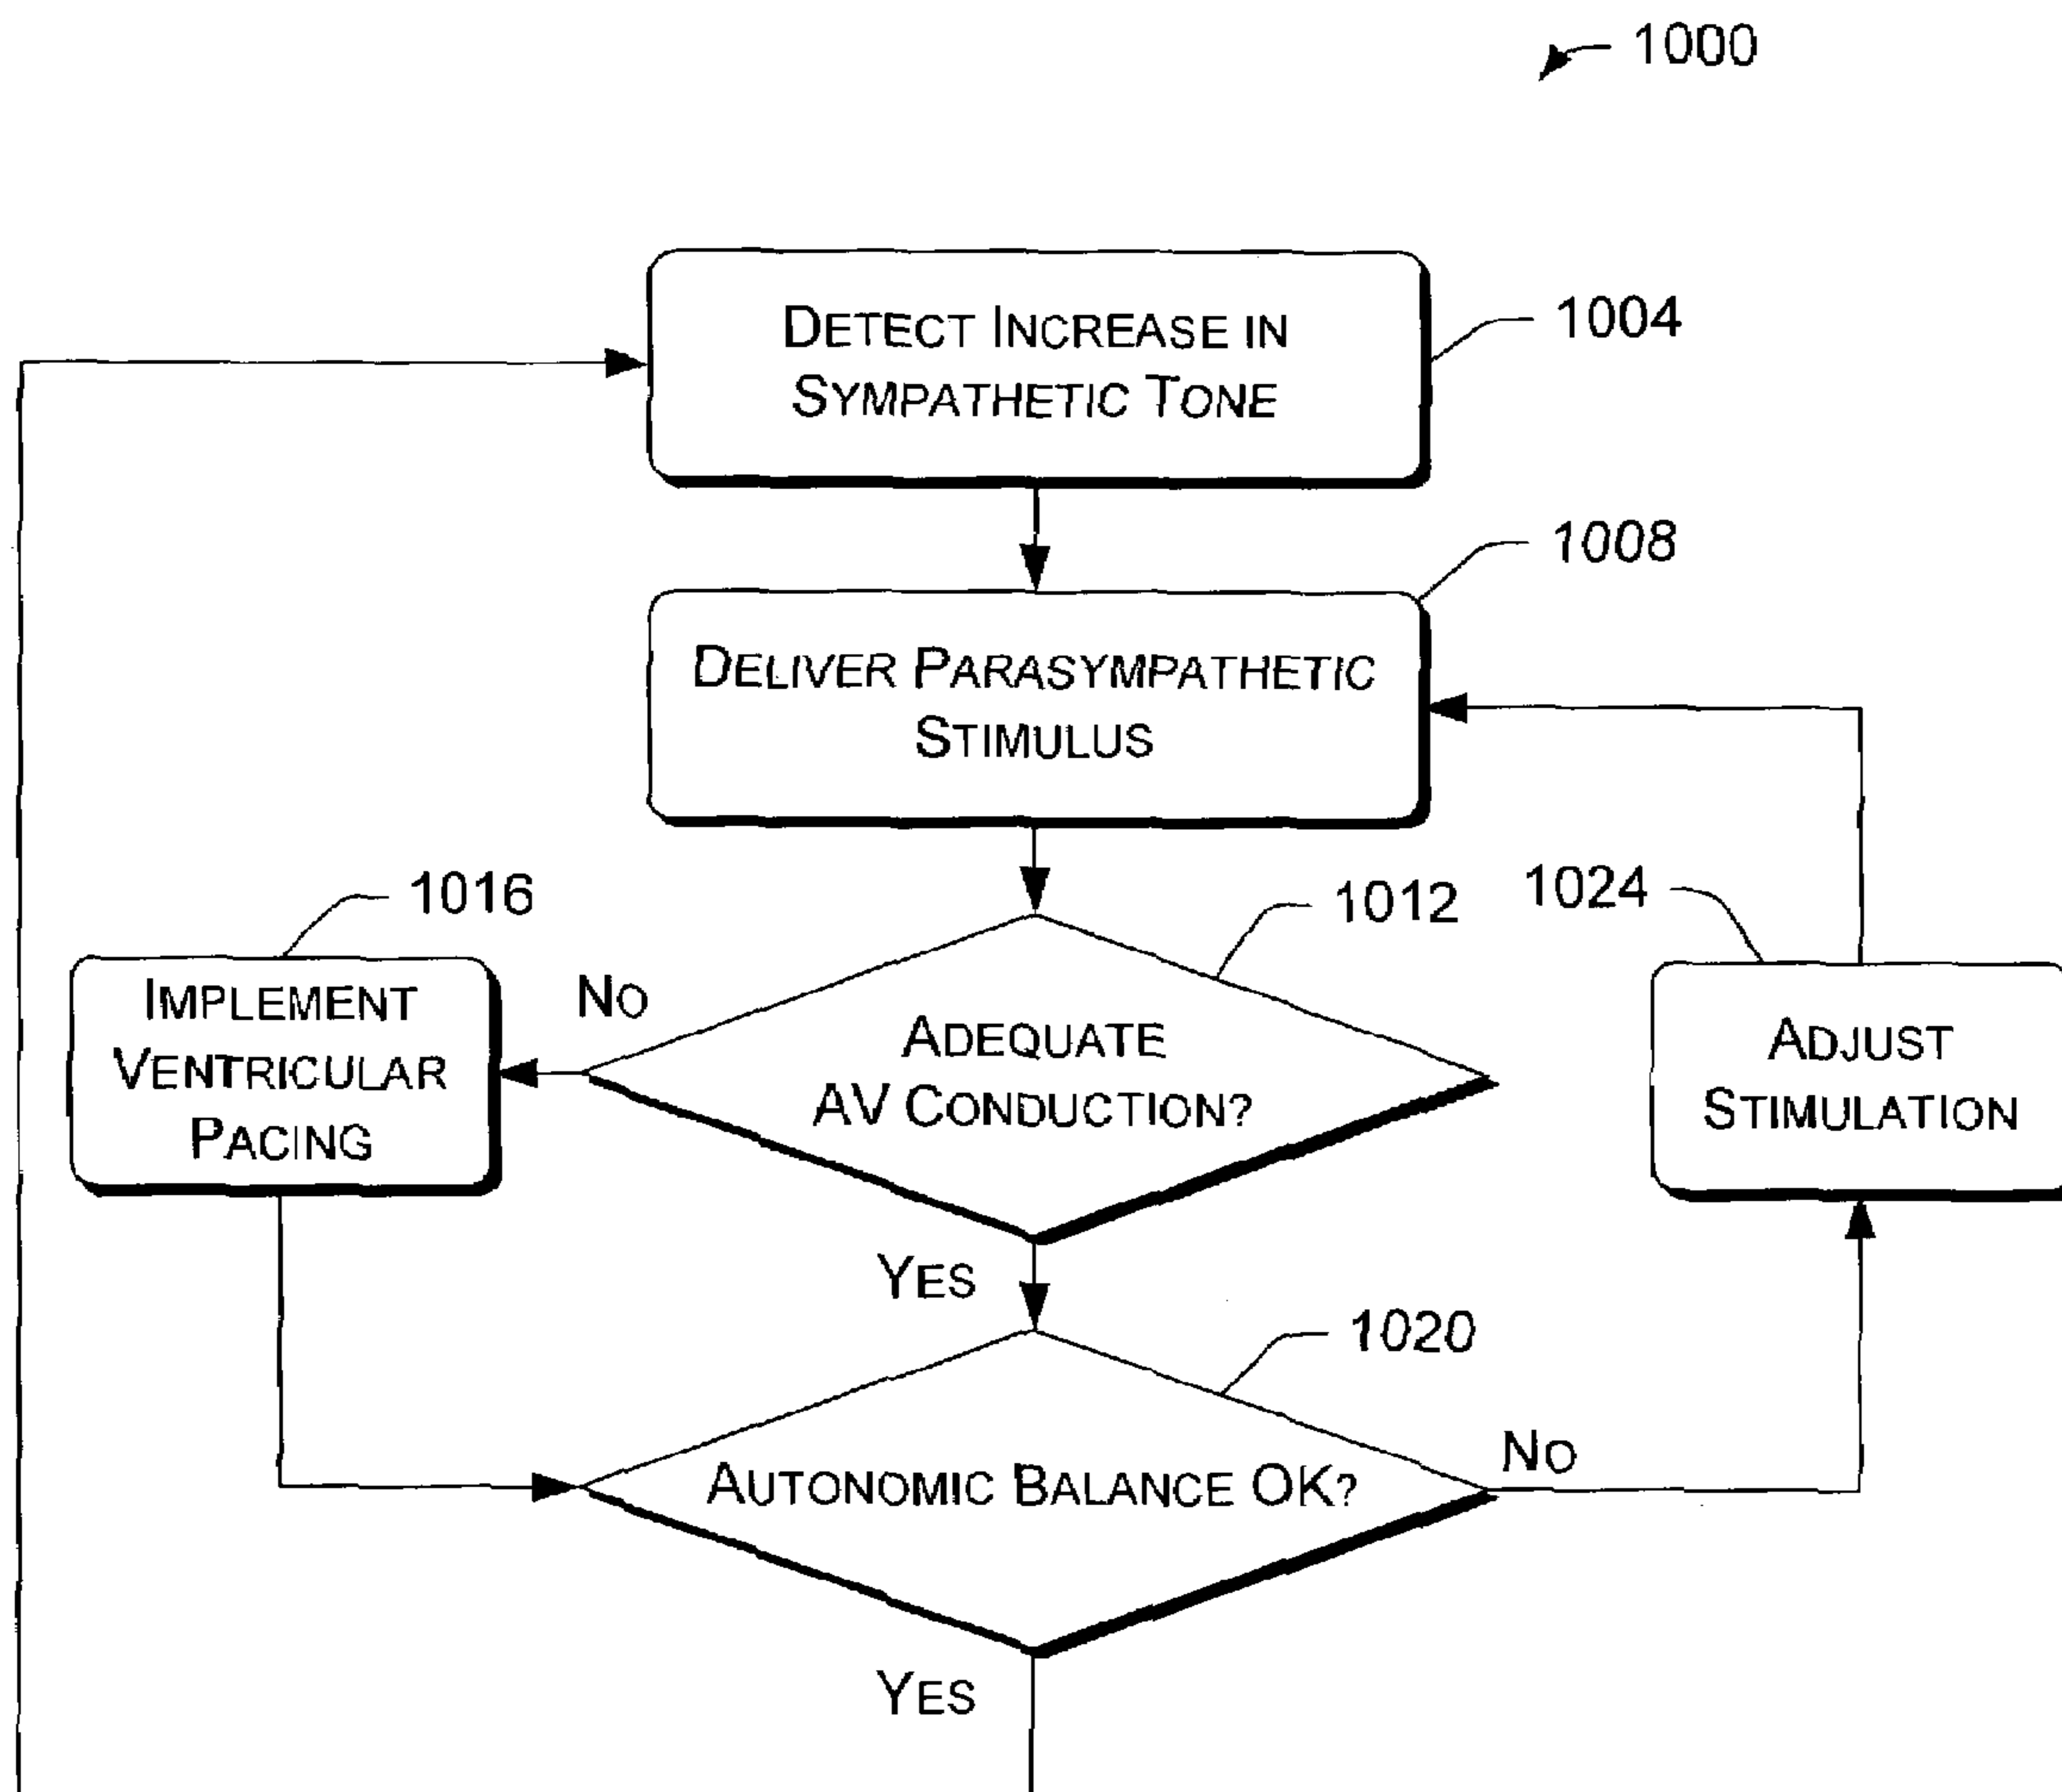 1000
DETECT INCREASE IN
SYMPATHETIC TONE
1004
DELIVER PARASYMPATHETIC
STIMULUS
1008
ADEQUATE
AV CONDUCTION?
1012
NO
IMPLEMENT
VENTRICULAR
PACING
1016
YES
AUTONOMIC BALANCE OK?
1020
NO
ADJUST
STIMULATION
1024
YES